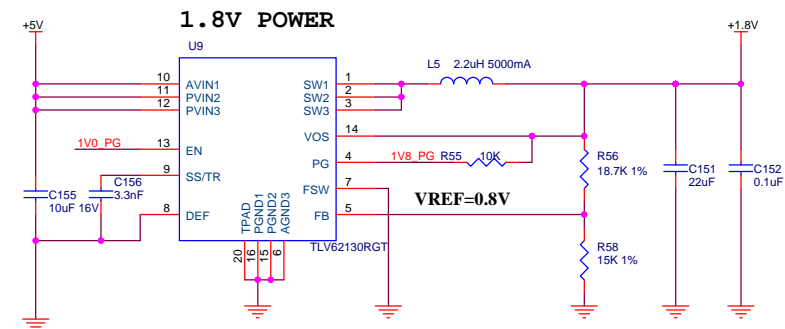 1.8V POWER
+5V
+1.8V
U9
L5 2.2uH 5000mA
10 AVIN1 SW1 1
11 PVIN2 SW2 2
12 PVIN3 SW3 3
VOS 14
1V0_PG 13 EN
PG 4 1V8_PG R55 10K
R56
18.7K 1%
C151
22uF
C152
0.1uF
9 SS/TR
C156
3.3nF
FSW 7
C155
10uF 16V
8 DEF
FB 5
VREF=0.8V
TPAD
PGND1
PGND2
AGND3
20
16
15
6
TLV62130RGT
R58
15K 1%